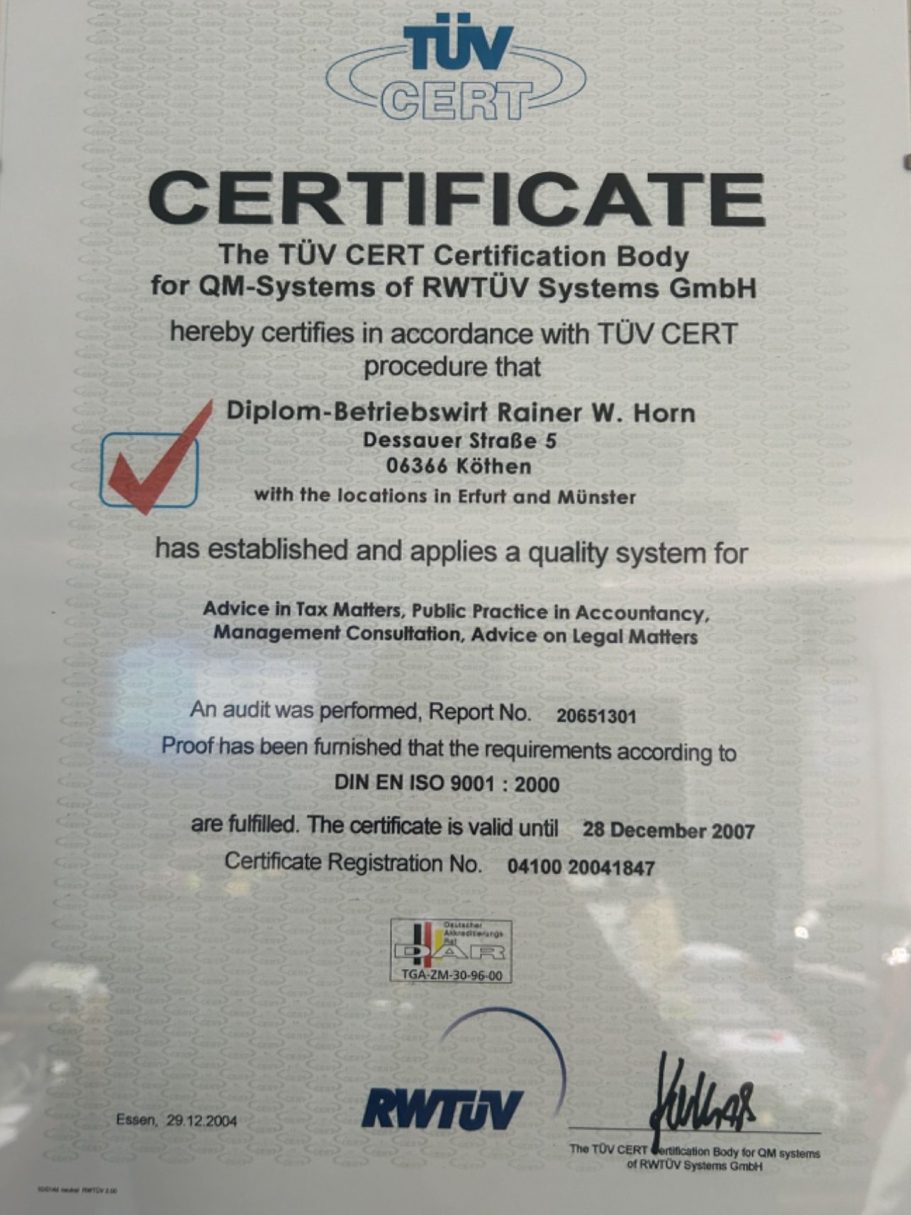 TÜV
CERT
CERTIFICATE
The TÜV CERT Certification Body
for QM-Systems of RWTÜV Systems GmbH
hereby certifies in accordance with TÜV CERT
procedure that
Diplom-Betriebswirt Rainer W. Horn
Dessauer Straße 5
06366 Köthen
with the locations in Erfurt and Münster
has established and applies a quality system for
Advice in Tax Matters, Public Practice in Accountancy,
Management Consultation, Advice on Legal Matters
An audit was performed, Report No. 20651301
Proof has been furnished that the requirements according to
DIN EN ISO 9001 : 2000
are fulfilled. The certificate is valid until 28 December 2007
Certificate Registration No. 04100 20041847
Deutscher
Akkreditierungs
Rat
DAR
TGA-ZM-30-96-00
RWTÜV
Essen, 29.12.2004
The TÜV CERT Certification Body for QM systems
of RWTÜV Systems GmbH